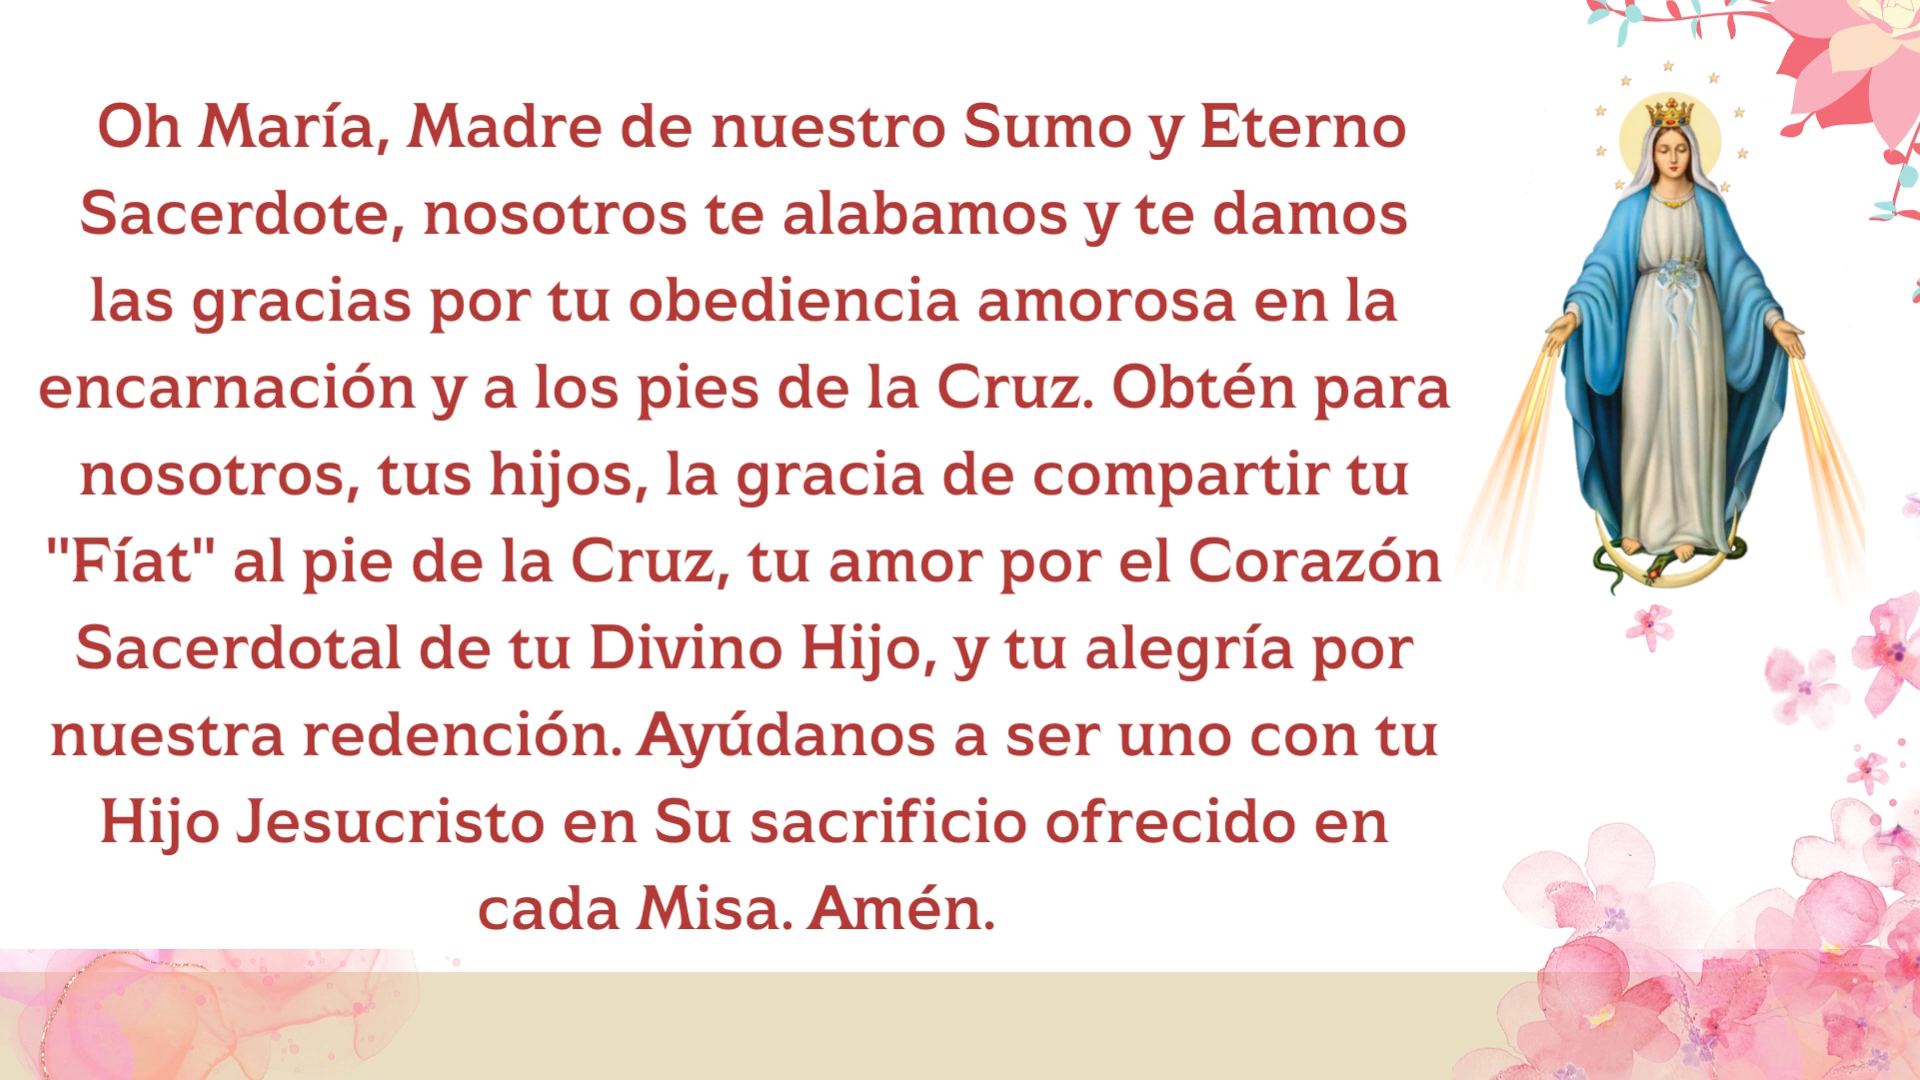 Oh María, Madre de nuestro Sumo y Eterno
Sacerdote, nosotros te alabamos y te damos
las gracias por tu obediencia amorosa en la
encarnación y a los pies de la Cruz. Obtén para
nosotros, tus hijos, la gracia de compartir tu
"Fíat" al pie de la Cruz, tu amor por el Corazón
Sacerdotal de tu Divino Hijo, y tu alegría por
nuestra redención. Ayúdanos a ser uno con tu
Hijo Jesucristo en Su sacrificio ofrecido en
cada Misa. Amén.